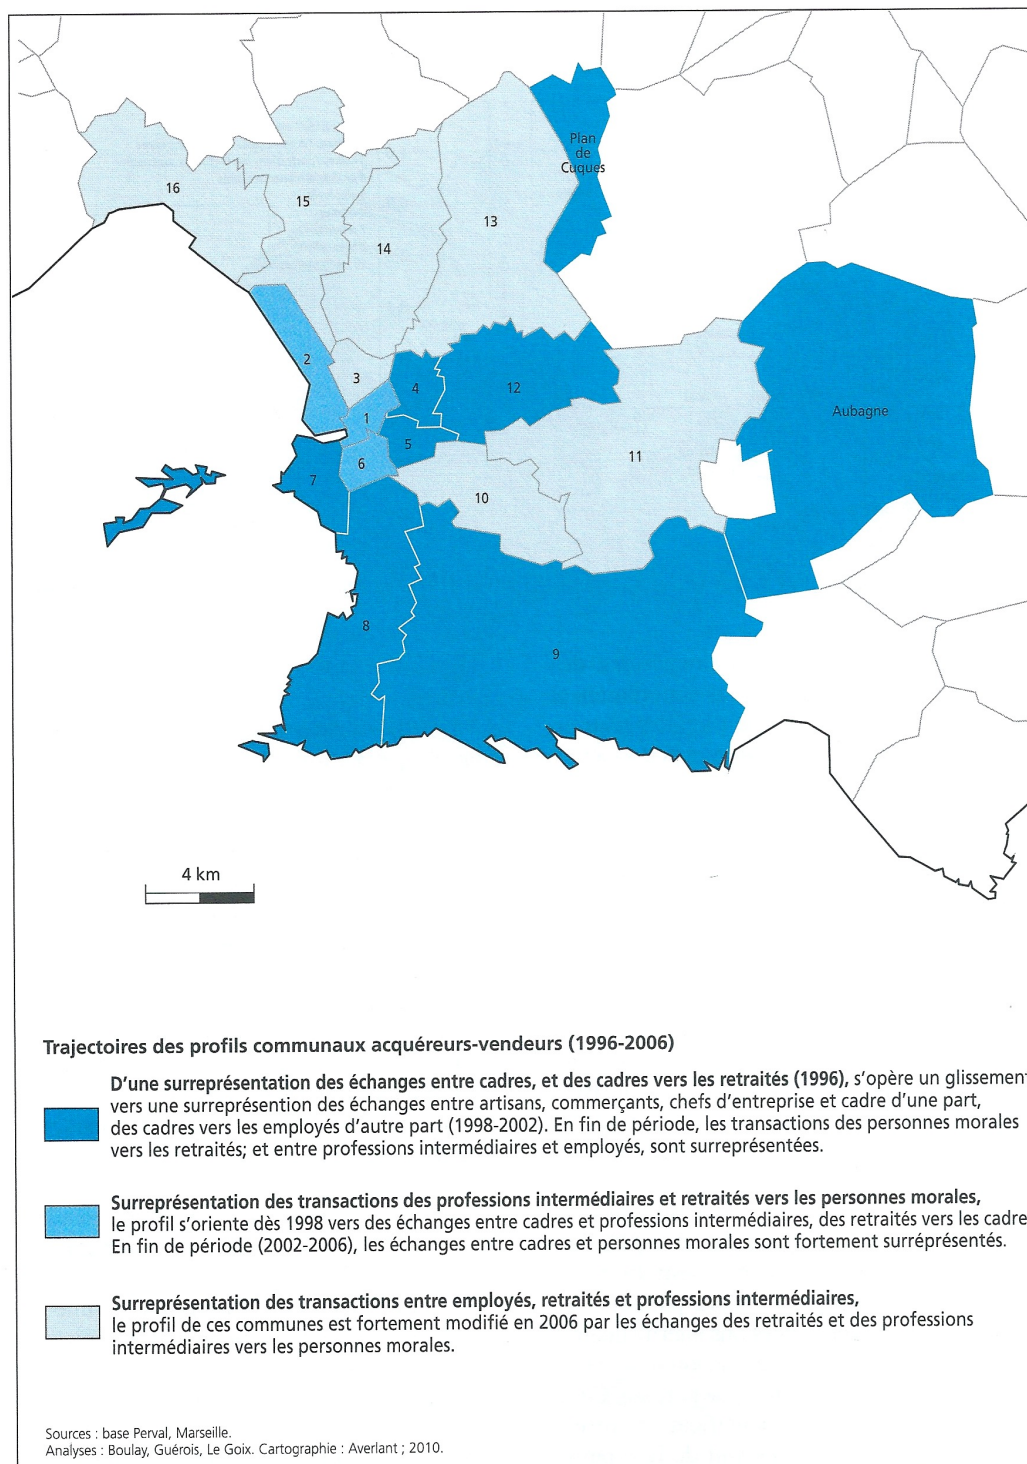 Plan
de
Cuques
16
15
14
13
2
3
4
12
Aubagne
1
5
6
11
7
10
8
9
4 km
Trajectoires des profils communaux acquéreurs-vendeurs (1996-2006)
D'une surreprésentation des échanges entre cadres, et des cadres vers les retraités (1996), s'opère un glissement
vers une surreprésention des échanges entre artisans, commerçants, chefs d'entreprise et cadre d'une part,
des cadres vers les employés d'autre part (1998-2002). En fin de période, les transactions des personnes morales
vers les retraités; et entre professions intermédiaires et employés, sont surreprésentées.
Surreprésentation des transactions des professions intermédiaires et retraités vers les personnes morales,
le profil s'oriente dès 1998 vers des échanges entre cadres et professions intermédiaires, des retraités vers les cadre
En fin de période (2002-2006), les échanges entre cadres et personnes morales sont fortement surréprésentés.
Surreprésentation des transactions entre employés, retraités et professions intermédiaires,
le profil de ces communes est fortement modifié en 2006 par les échanges des retraités et des professions
intermédiaires vers les personnes morales.
Sources : base Perval, Marseille.
Analyses : Boulay, Guérois, Le Goix. Cartographie : Averlant ; 2010.